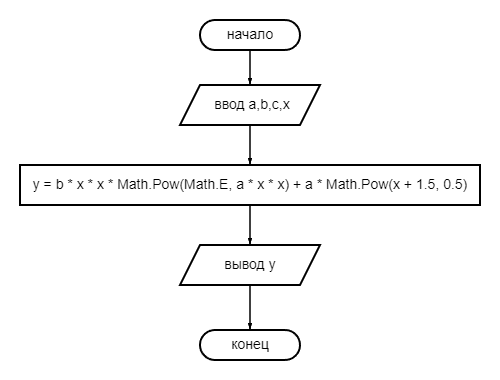 начало
ввод a,b,c,x
y = b * x * x * Math.Pow(Math.E, a * x * x) + a * Math.Pow(x + 1.5, 0.5)
вывод y
конец